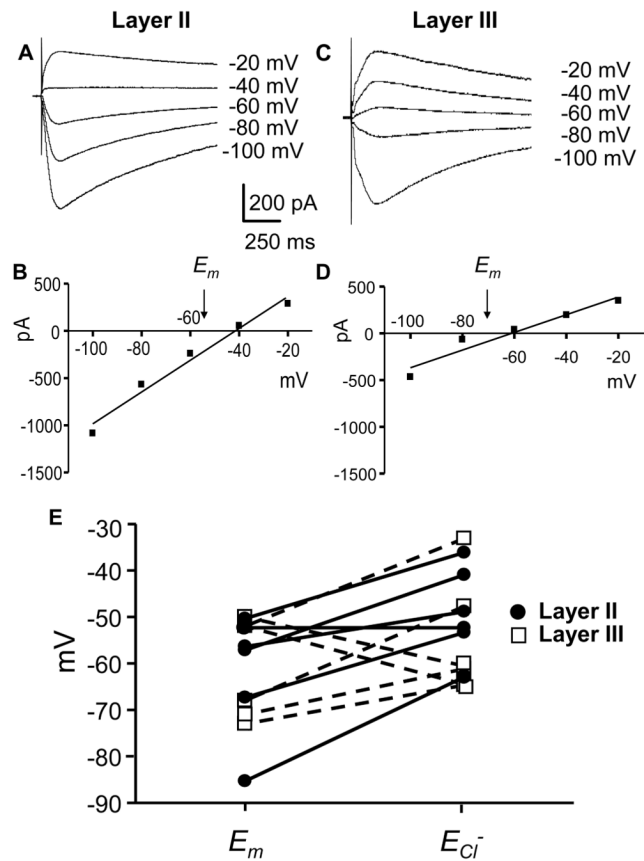 Layer II
Layer III
A
-20 mV
-40 mV
-60 mV
-80 mV
-100 mV
C
-20 mV
-40 mV
-60 mV
-80 mV
-100 mV
200 pA
250 ms
B
Em
500
0
-500
-1000
-1500
pA
-100
-80
-60
-40
-20
mV
D
Em
500
0
-500
-1000
-1500
pA
-100
-80
-60
-40
-20
mV
E
-30
-40
-50
-60
-70
-80
-90
mV
Layer II
Layer III
Em
ECl-